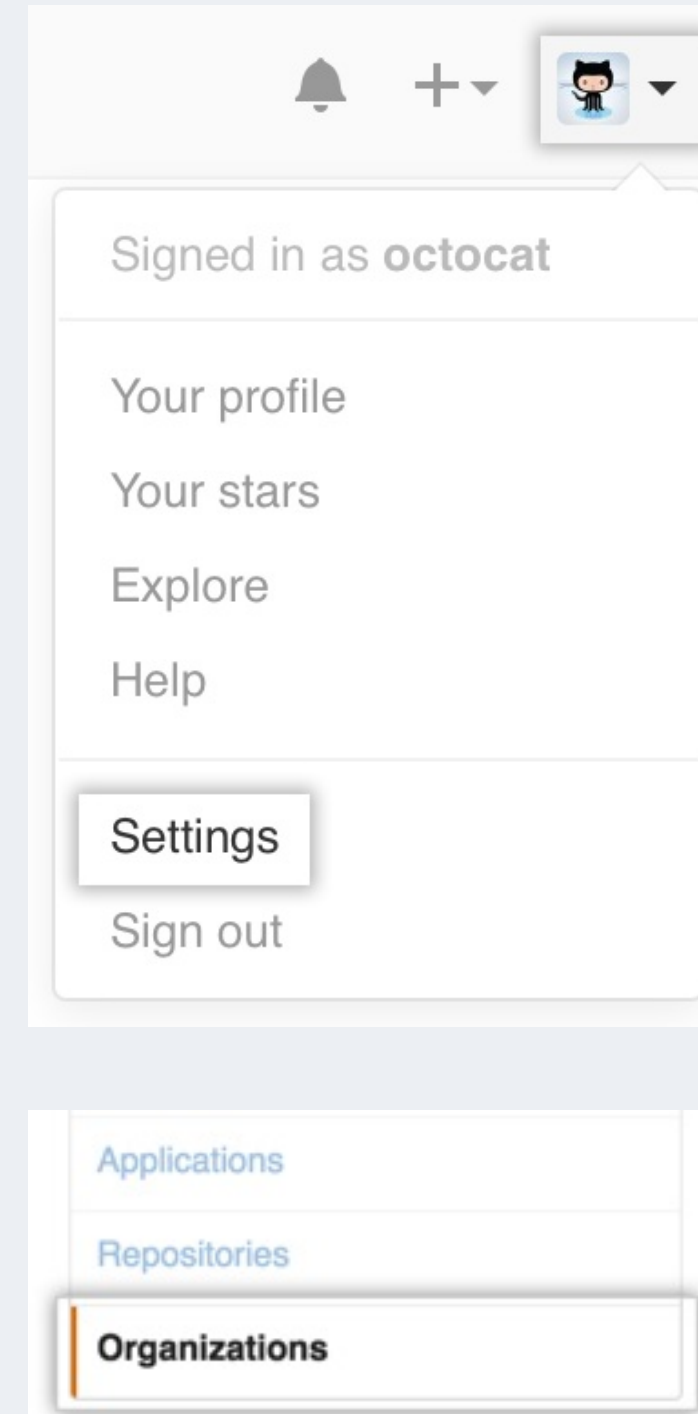 Signed in as octocat
Your profile
Your stars
Explore
Help
Settings
Sign out
Applications
Repositories
Organizations